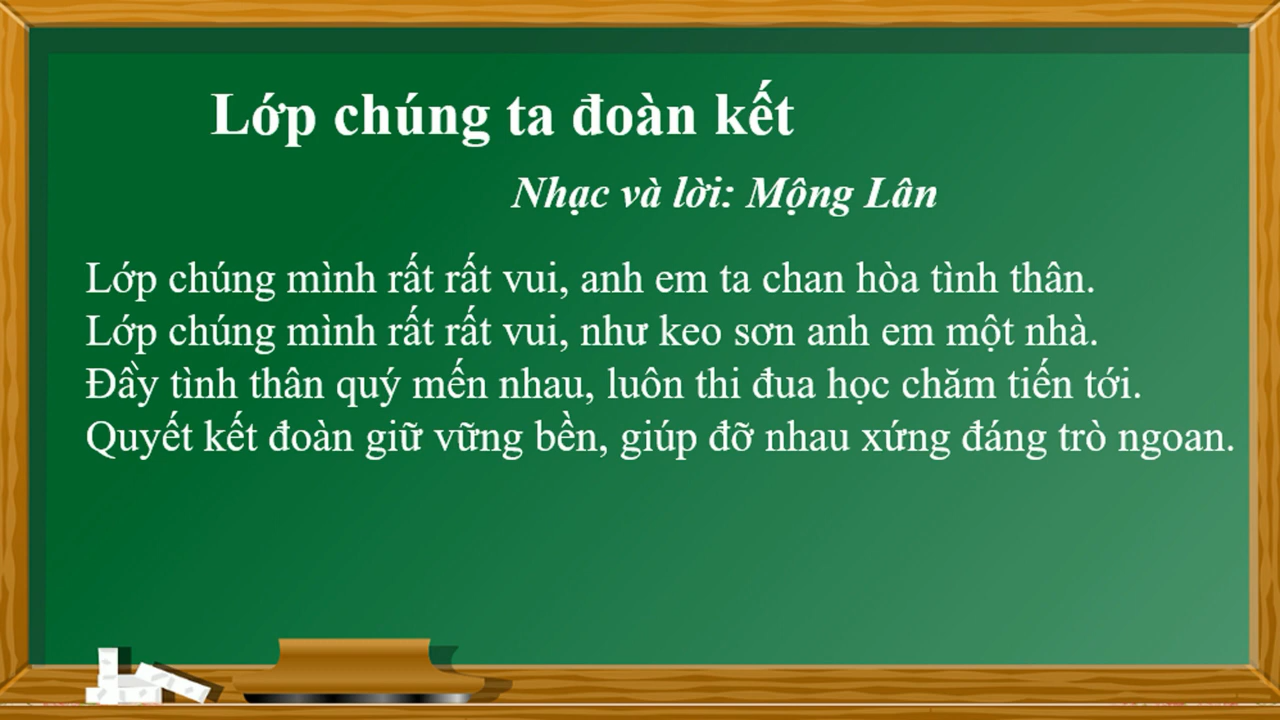 Lớp chúng ta đoàn kết
Nhạc và lời: Mộng Lân
Lớp chúng mình rất rất vui, anh em ta chan hòa tình thân.
Lớp chúng mình rất rất vui, như keo sơn anh em một nhà.
Đầy tình thân quý mến nhau, luôn thi đua học chăm tiến tới.
Quyết kết đoàn giữ vững bền, giúp đỡ nhau xứng đáng trò ngoan.